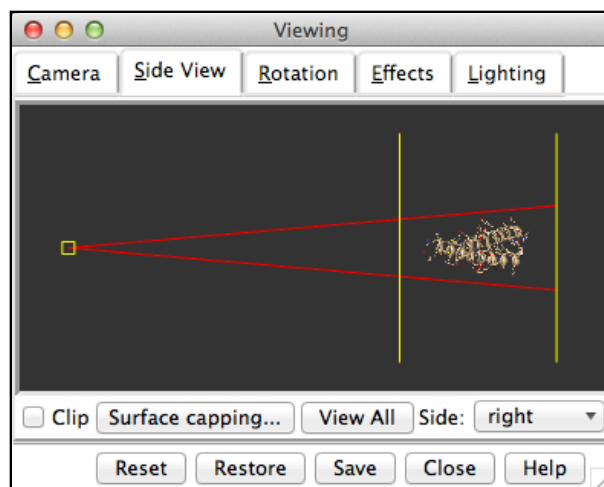 Viewing
Camera Side View Rotation Effects Lighting
Clip Surface capping... View All Side: right
Reset Restore Save Close Help